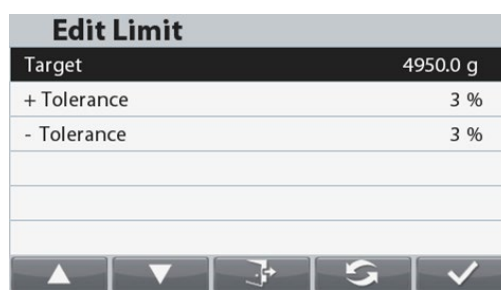 Edit Limit
Target 4950.0 g
+ Tolerance 3 %
- Tolerance 3 %